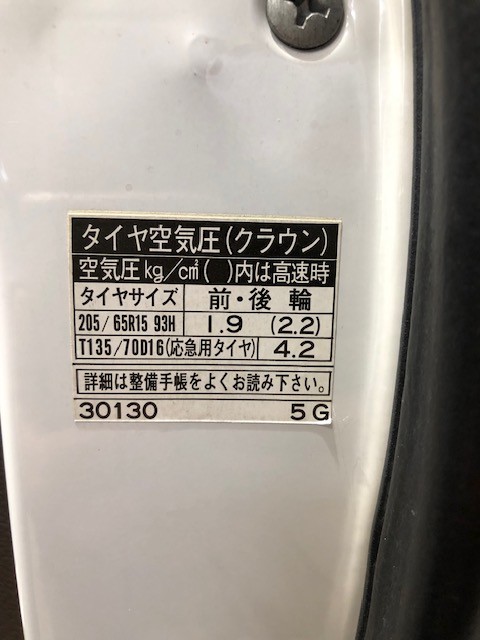 タイヤ空気圧(クラウン)
空気圧kg/c㎡( )内は高速時
タイヤサイズ 前・後輪
205/65R15 93H 1.9 (2.2)
T135/70D16(応急用タイヤ) 4.2
詳細は整備手帳をよくお読み下さい。
30130 5G